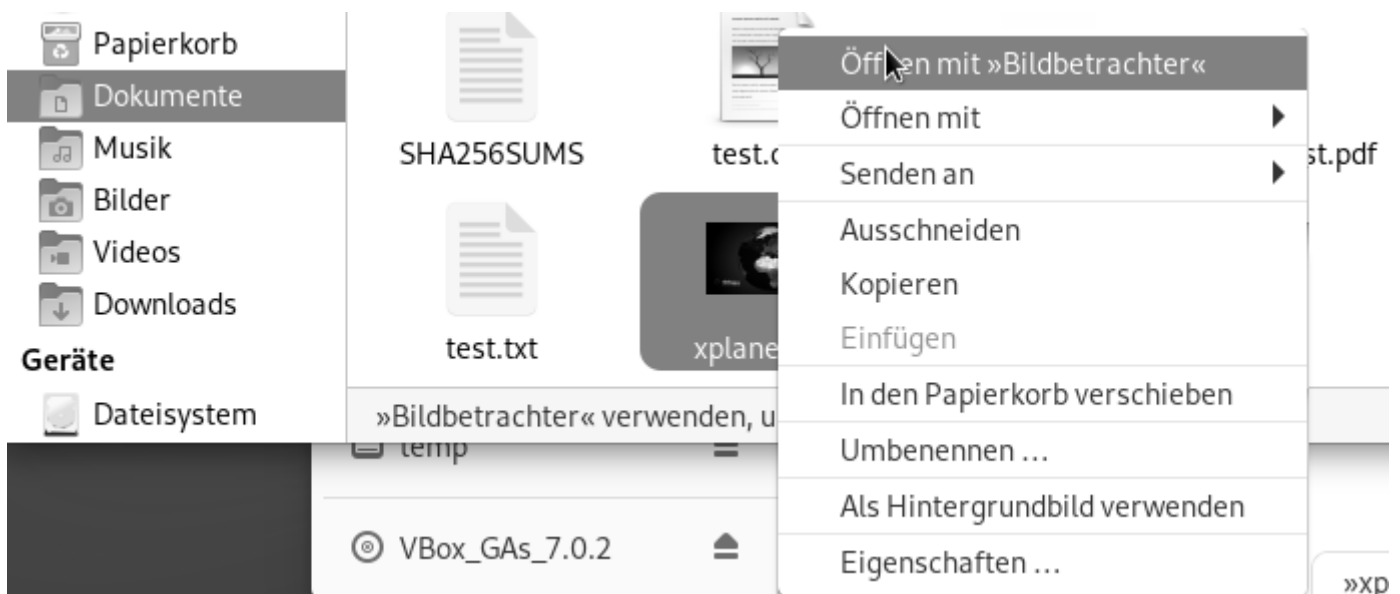 Papierkorb
Dokumente
Musik
Bilder
Videos
Downloads
Geräte
Dateisystem
SHA256SUMS
test.txt
»Bildbetrachter« verwenden,
temp
VBox_GAs_7.0.2
Öffnen mit »Bildbetrachter«
Öffnen mit
Senden an
Ausschneiden
Kopieren
Einfügen
In den Papierkorb verschieben
Umbenennen ...
Als Hintergrundbild verwenden
Eigenschaften ...